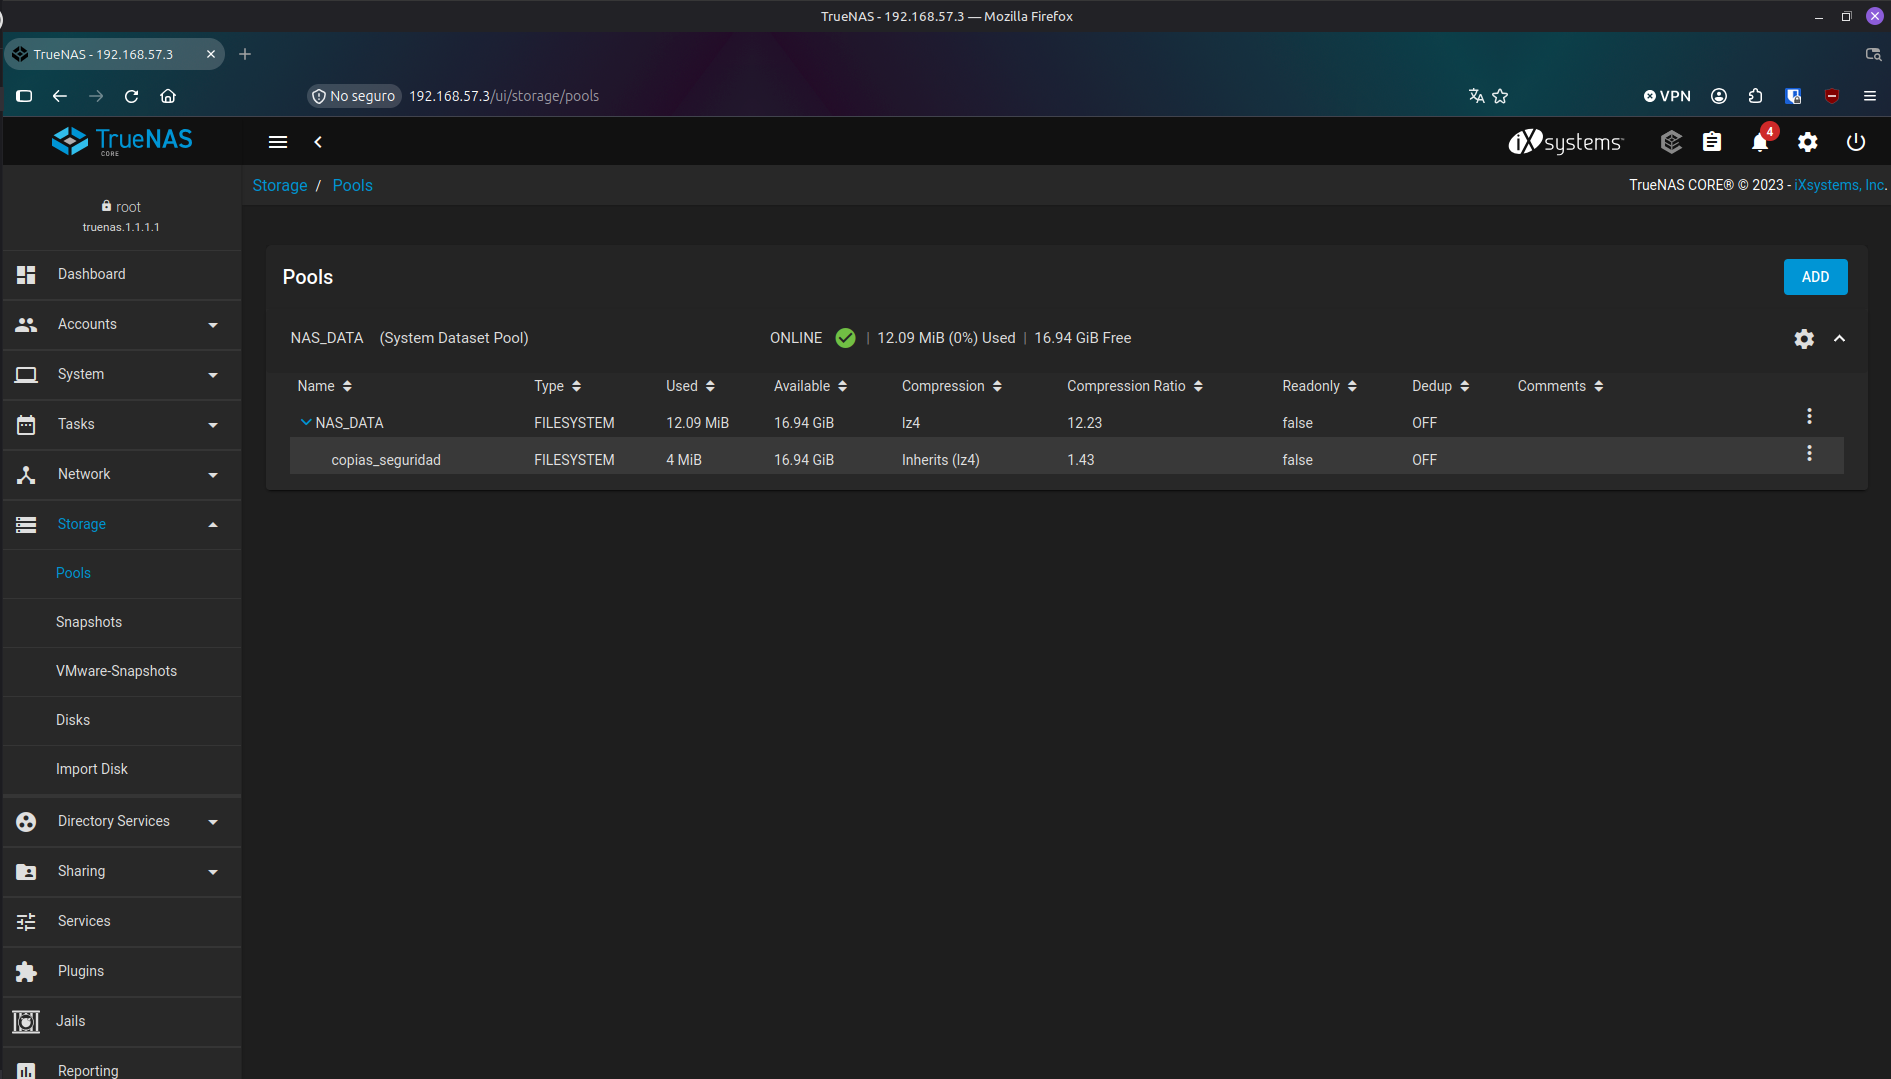 TrueNAS - 192.168.57.3 — Mozilla Firefox
TrueNAS - 192.168.57.3
No seguro 192.168.57.3/ui/storage/pools
VPN
TrueNAS
CORE
iXsystems
4
Storage / Pools
TrueNAS CORE® © 2023 - iXsystems, Inc.
root
truenas.1.1.1.1
Dashboard
Accounts
System
Tasks
Network
Storage
Pools
Snapshots
VMware-Snapshots
Disks
Import Disk
Directory Services
Sharing
Services
Plugins
Jails
Reporting
Pools
ADD
NAS_DATA (System Dataset Pool) ONLINE | 12.09 MiB (0%) Used | 16.94 GiB Free
Name Type Used Available Compression Compression Ratio Readonly Dedup Comments
NAS_DATA FILESYSTEM 12.09 MiB 16.94 GiB lz4 12.23 false OFF
copias_seguridad FILESYSTEM 4 MiB 16.94 GiB Inherits (lz4) 1.43 false OFF